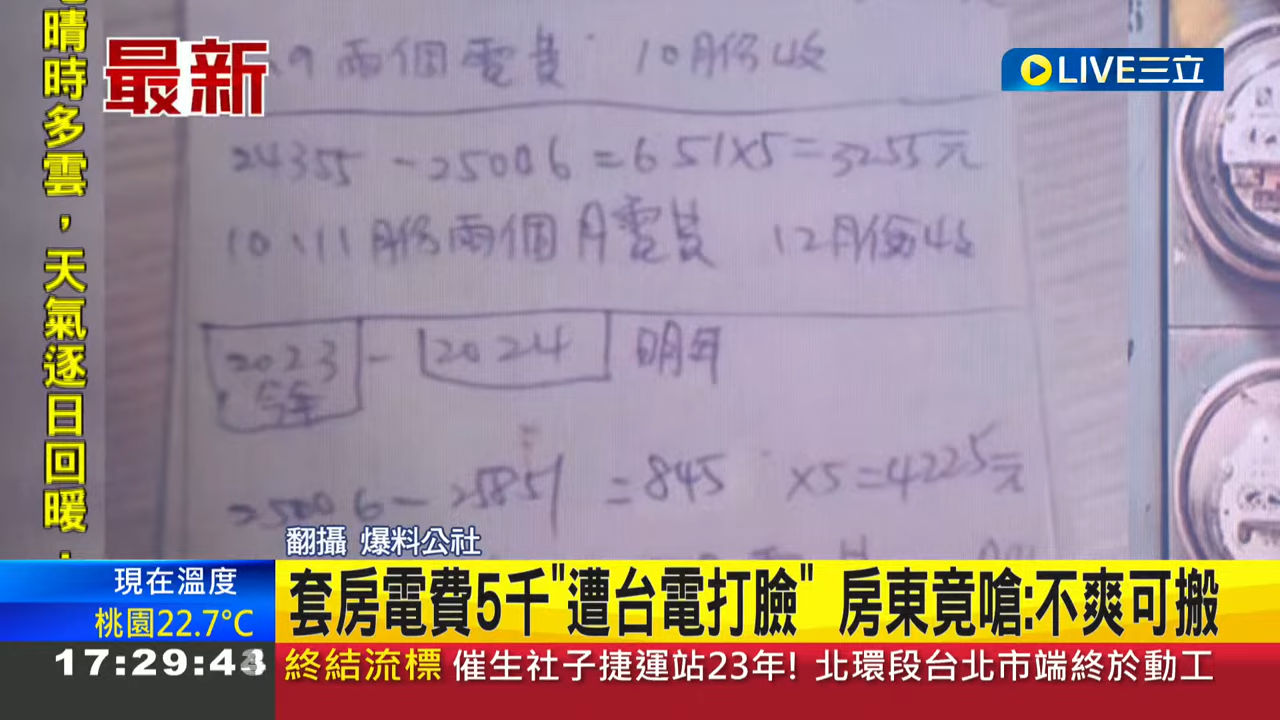 最新
LIVE三立
晴時多雲，天氣逐日回暖．
.9 兩個電費 10月份收
24355 - 25006 = 651×5 = 3255元
10、11月份兩個月電費 12月份收
2023 - 2024 明年
今年
25006 - 25851 = 845 ×5 = 4225元
翻攝 爆料公社
現在溫度
桃園22.7°C
17:29:43
套房電費5千"遭台電打臉" 房東竟嗆:不爽可搬
終結流標 催生社子捷運站23年! 北環段台北市端終於動工